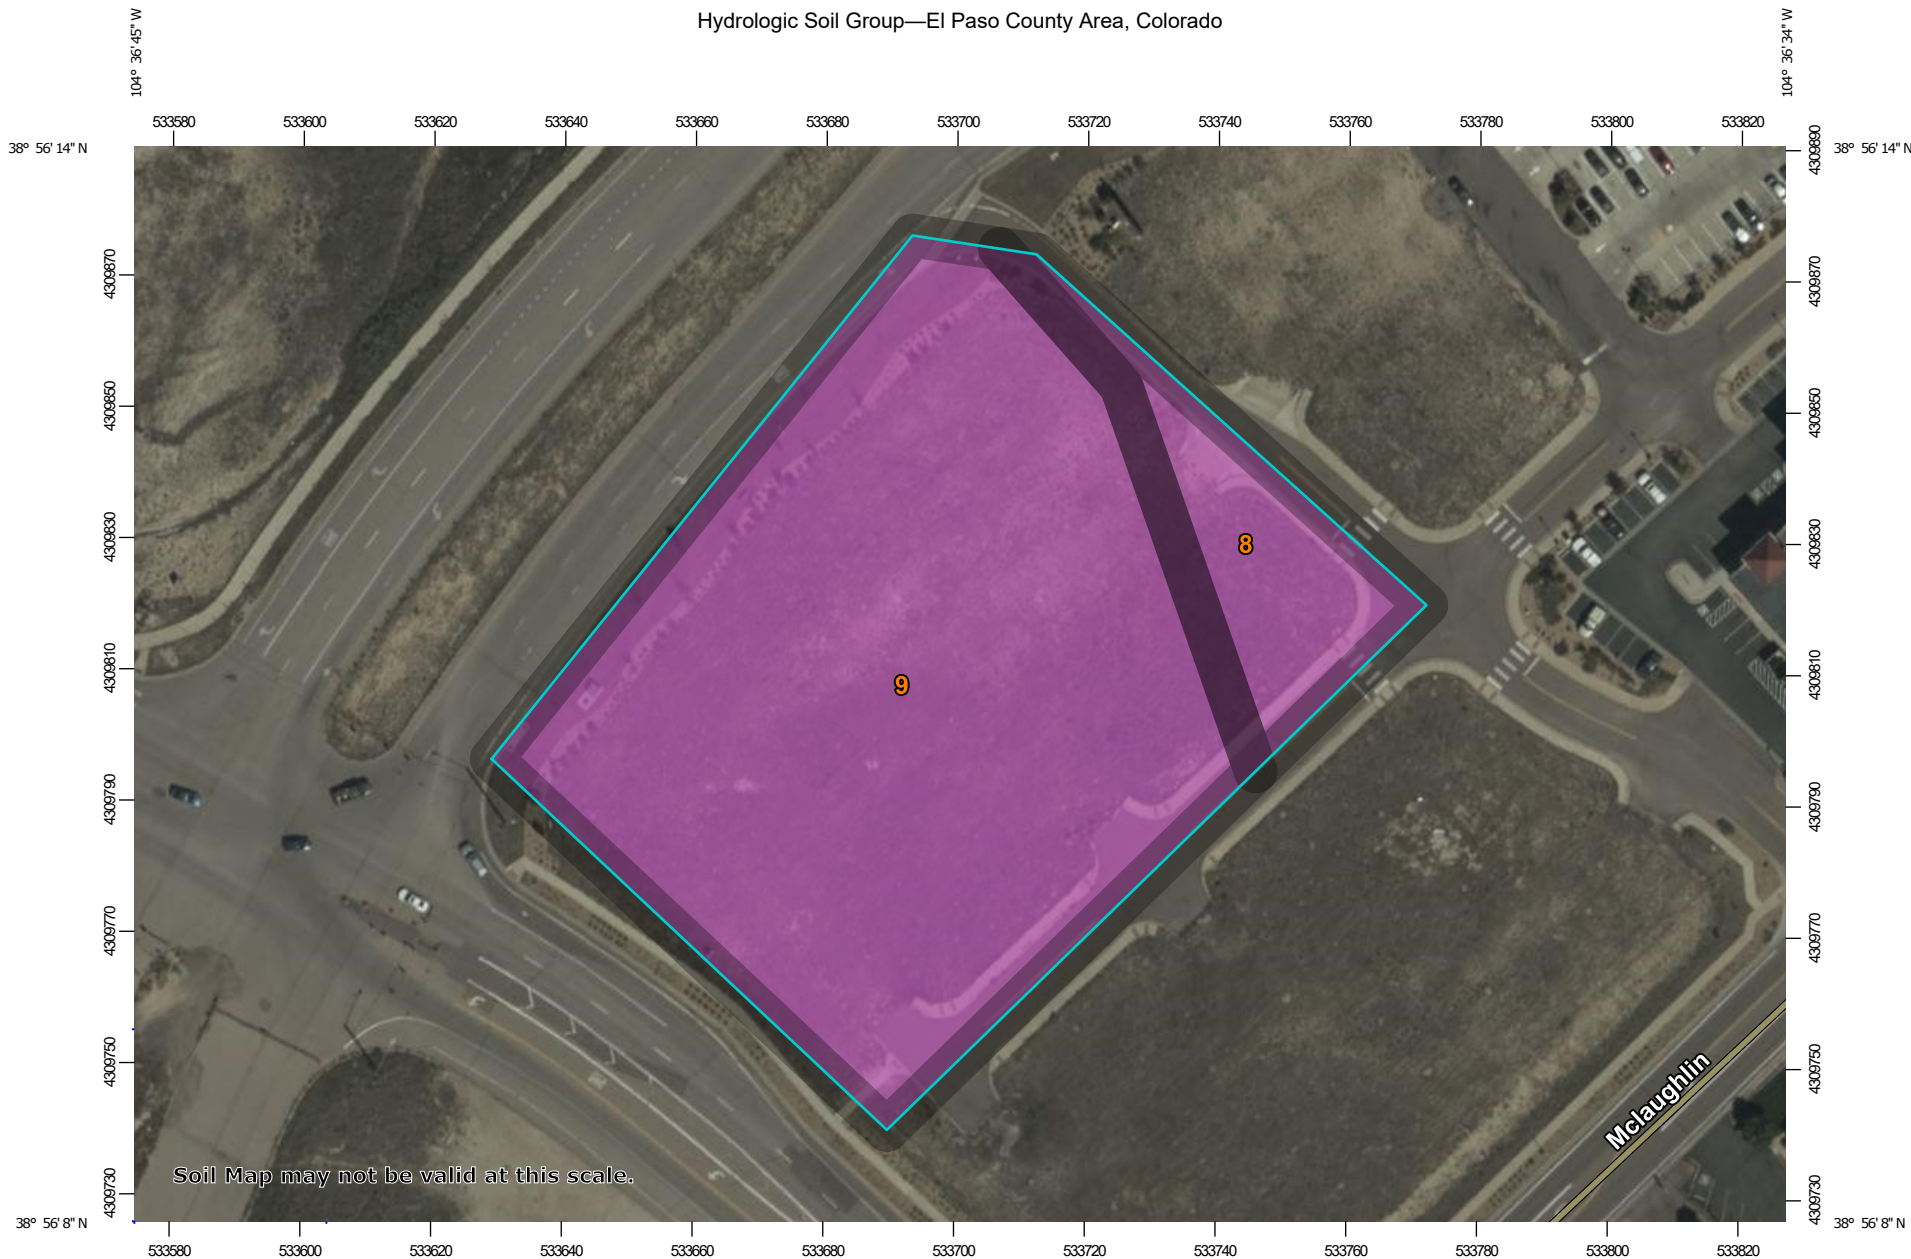 Hydrologic Soil Group—El Paso County Area, Colorado
104° 36' 45" W
104° 36' 34" W
533580 533600 533620 533640 533660 533680 533700 533720 533740 533760 533780 533800 533820
38° 56' 14" N
38° 56' 14" N
4309890
4309870
4309870
4309850
4309850
4309830
4309830
8
4309810
4309810
9
4309790
4309790
4309770
4309770
4309750
4309750
Mclaughlin
Soil Map may not be valid at this scale.
4309730
4309730
38° 56' 8" N
38° 56' 8" N
533580 533600 533620 533640 533660 533680 533700 533720 533740 533760 533780 533800 533820